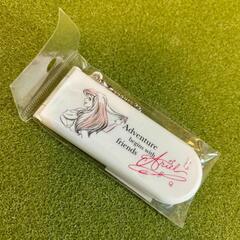 Adventure
begins with
friends
Ariel